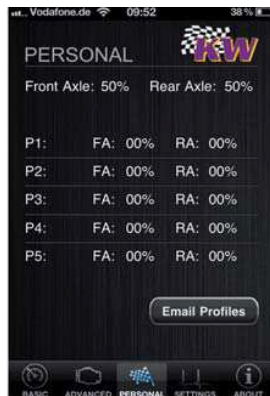 Vodafone.de 09:52 38%
PERSONAL KW
Front Axle: 50% Rear Axle: 50%
P1: FA: 00% RA: 00%
P2: FA: 00% RA: 00%
P3: FA: 00% RA: 00%
P4: FA: 00% RA: 00%
P5: FA: 00% RA: 00%
Email Profiles
BASIC ADVANCED PERSONAL SETTINGS ABOUT